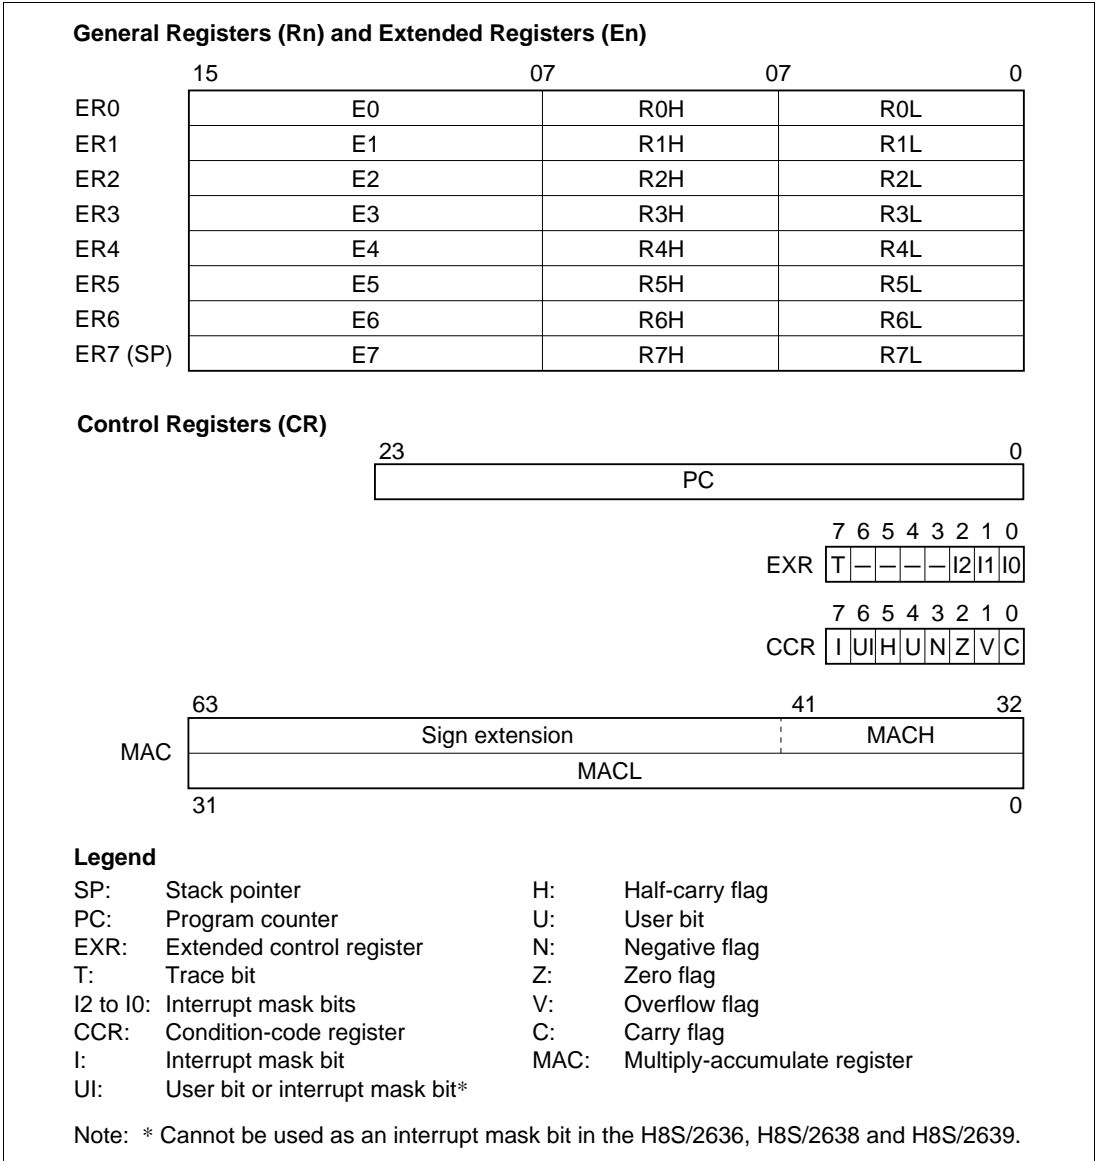 General Registers (Rn) and Extended Registers (En)
15 07 07 0
ER0 E0 R0H R0L
ER1 E1 R1H R1L
ER2 E2 R2H R2L
ER3 E3 R3H R3L
ER4 E4 R4H R4L
ER5 E5 R5H R5L
ER6 E6 R6H R6L
ER7 (SP) E7 R7H R7L
Control Registers (CR)
23 0
PC
7 6 5 4 3 2 1 0
EXR T — — — — I2 I1 I0
7 6 5 4 3 2 1 0
CCR I UI H U N Z V C
63 41 32
MAC Sign extension MACH
MACL
31 0
Legend
SP: Stack pointer H: Half-carry flag
PC: Program counter U: User bit
EXR: Extended control register N: Negative flag
T: Trace bit Z: Zero flag
I2 to I0: Interrupt mask bits V: Overflow flag
CCR: Condition-code register C: Carry flag
I: Interrupt mask bit MAC: Multiply-accumulate register
UI: User bit or interrupt mask bit*
Note: * Cannot be used as an interrupt mask bit in the H8S/2636, H8S/2638 and H8S/2639.